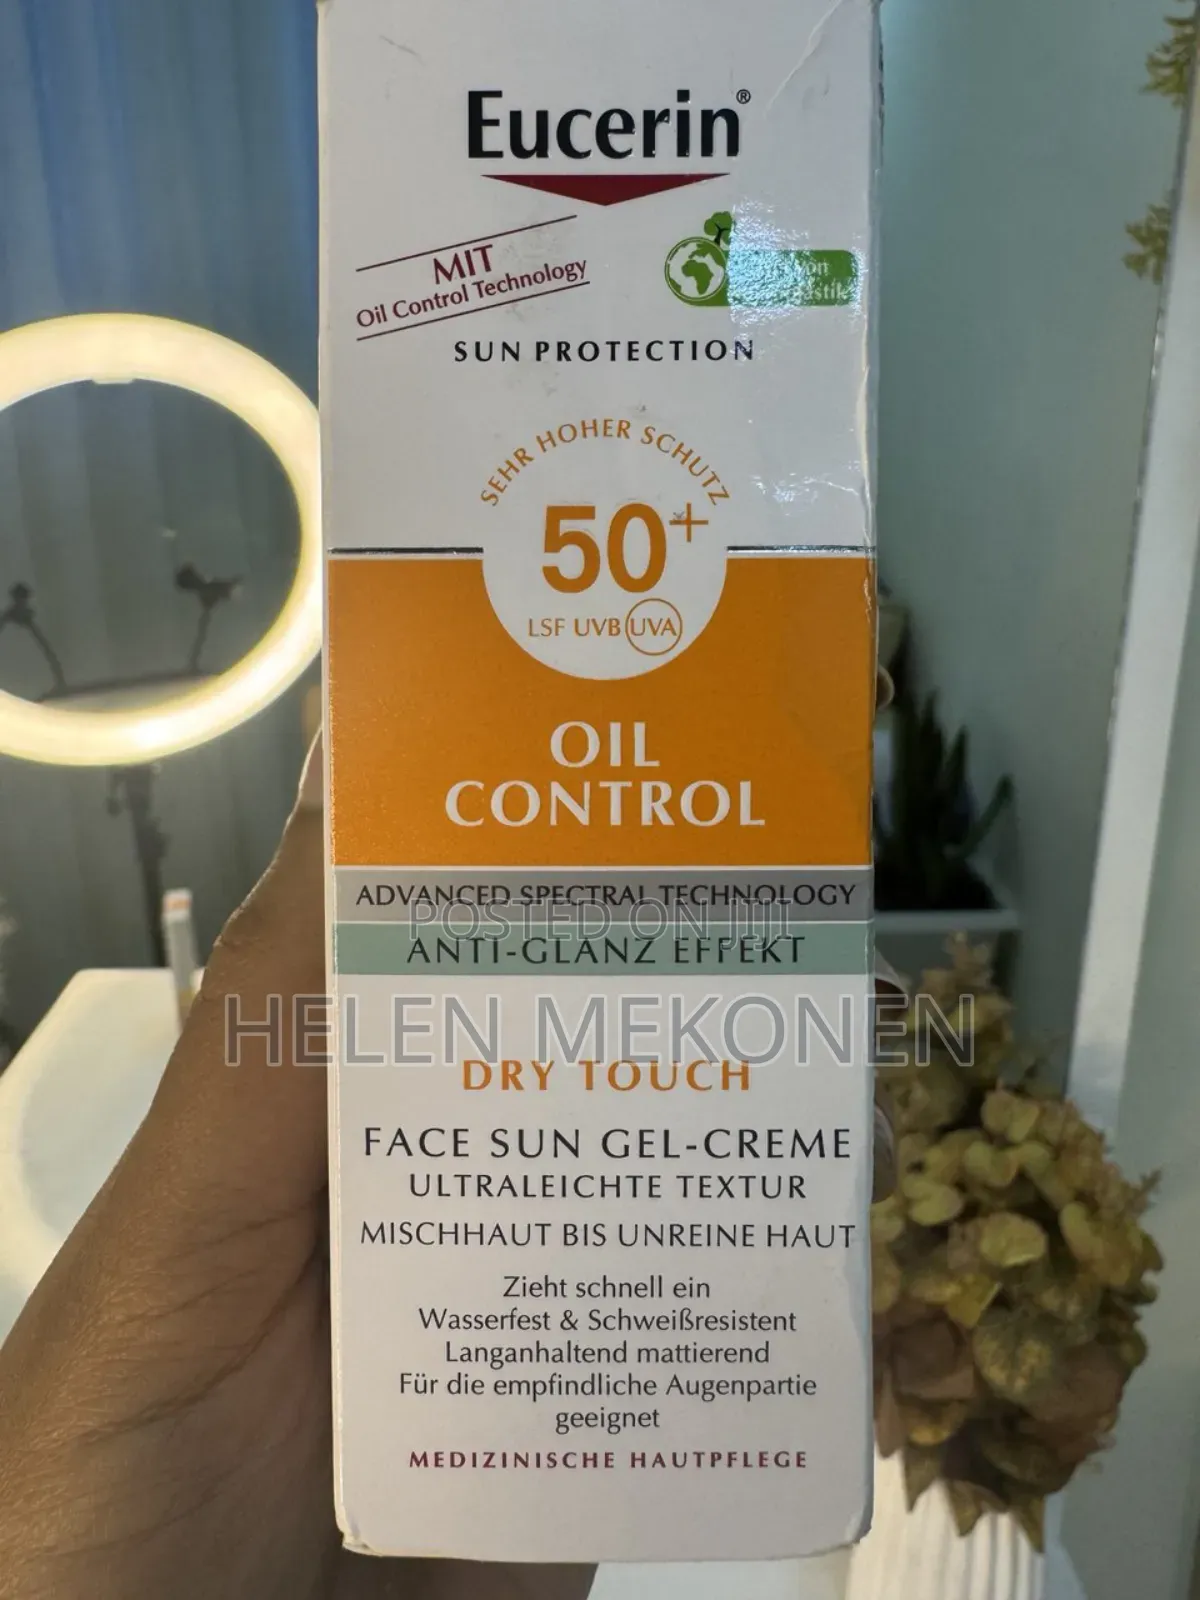 Eucerin®
MIT
Oil Control Technology
SUN PROTECTION
SEHR HOHER SCHUTZ
50+
LSF UVB UVA
OIL
CONTROL
ADVANCED SPECTRAL TECHNOLOGY
POSTED ON JIJI
ANTI-GLANZ EFFEKT
HELEN MEKONEN
DRY TOUCH
FACE SUN GEL-CREME
ULTRALEICHTE TEXTUR
MISCHHAUT BIS UNREINE HAUT
Zieht schnell ein
Wasserfest & Schweißresistent
Langanhaltend mattierend
Für die empfindliche Augenpartie
geeignet
MEDIZINISCHE HAUTPFLEGE